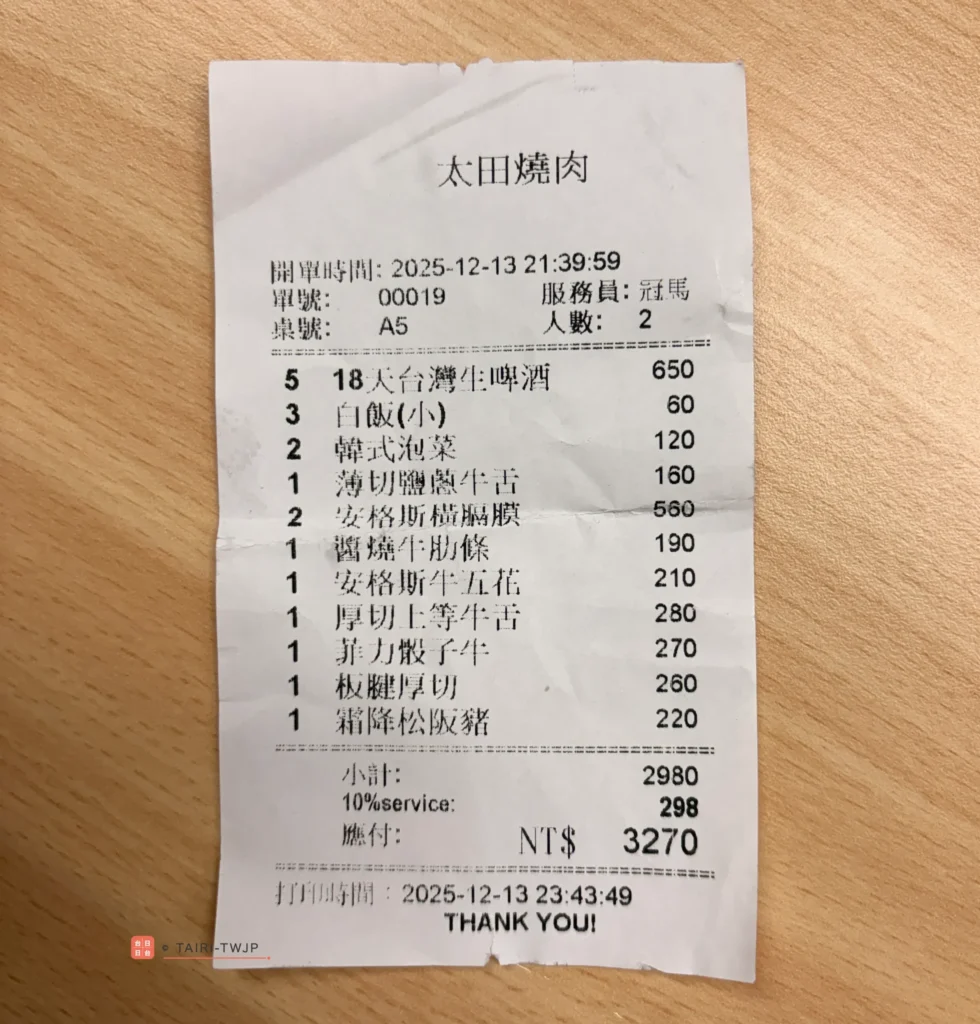 太田燒肉
開單時間: 2025-12-13 21:39:59
單號: 00019 服務員: 冠馬
桌號: A5 人數: 2
5 18天台灣生啤酒 650
3 白飯(小) 60
2 韓式泡菜 120
1 薄切鹽蔥牛舌 160
2 安格斯橫膈膜 560
1 醬燒牛肋條 190
1 安格斯牛五花 210
1 厚切上等牛舌 280
1 菲力骰子牛 270
1 板腱厚切 260
1 霜降松阪豬 220
小計: 2980
10%service: 298
應付: NT$ 3270
打印時間 : 2025-12-13 23:43:49
THANK YOU!
台日日台 © TAIRI-TWJP